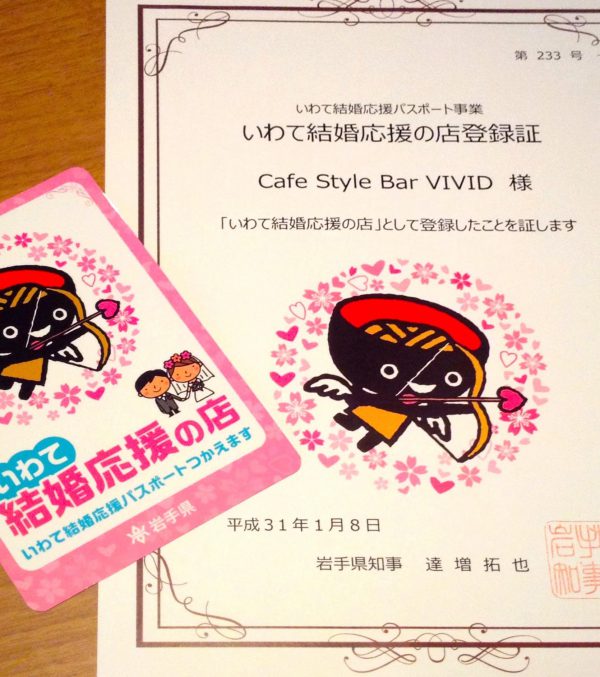 第 233 号
いわて結婚応援パスポート事業
いわて結婚応援の店登録証
Cafe Style Bar VIVID 様
「いわて結婚応援の店」として登録したことを証します
平成31年1月8日
岩手県知事 達増拓也
いわて
結婚応援の店
いわて結婚応援パスポートつかえます
岩手県